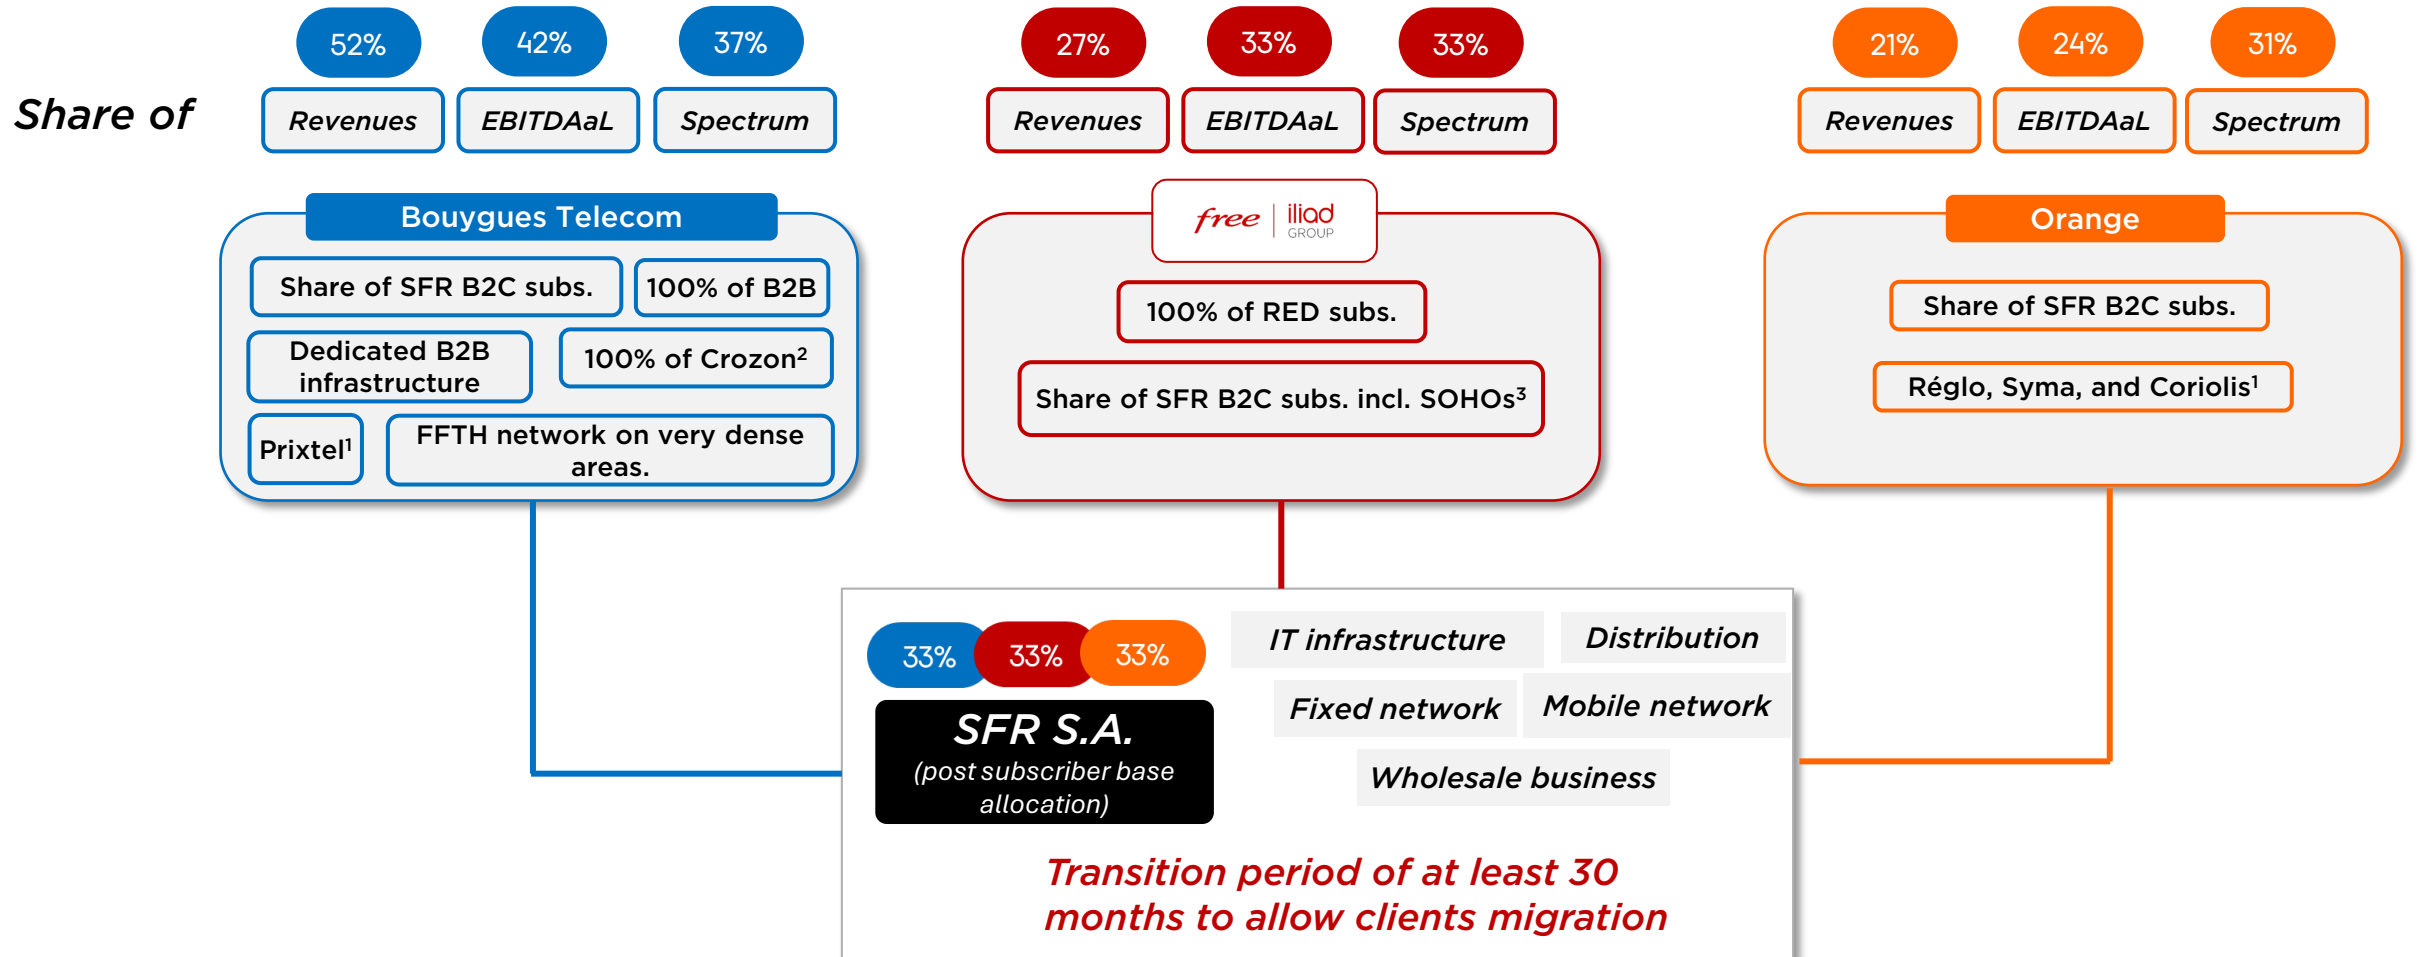 52% 42% 37% 27% 33% 33% 21% 24% 31%
Share of Revenues EBITDAaL Spectrum Revenues EBITDAaL Spectrum Revenues EBITDAaL Spectrum
Bouygues Telecom
Share of SFR B2C subs. 100% of B2B
Dedicated B2B
infrastructure
100% of Crozon²
Prixtel¹
FFTH network on very dense
areas.
free iliad
GROUP
100% of RED subs.
Share of SFR B2C subs. incl. SOHOs³
Orange
Share of SFR B2C subs.
Réglo, Syma, and Coriolis¹
33% 33% 33%
SFR S.A.
(post subscriber base
allocation)
IT infrastructure Distribution
Fixed network Mobile network
Wholesale business
Transition period of at least 30
months to allow clients migration